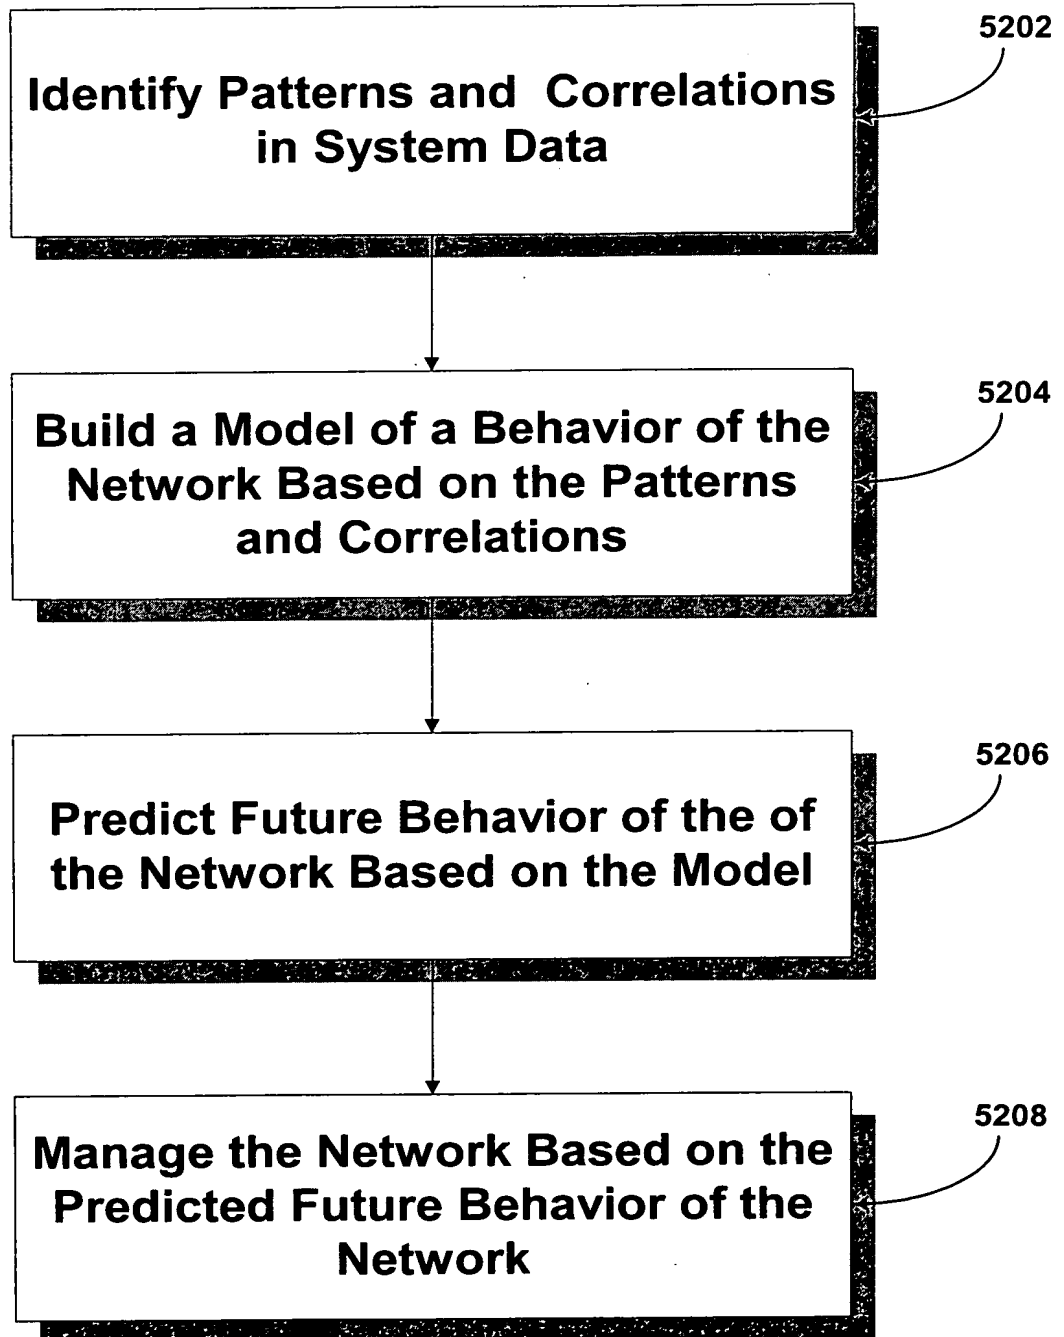 5202
Identify Patterns and Correlations
in System Data
5204
Build a Model of a Behavior of the
Network Based on the Patterns
and Correlations
5206
Predict Future Behavior of the of
the Network Based on the Model
5208
Manage the Network Based on the
Predicted Future Behavior of the
Network